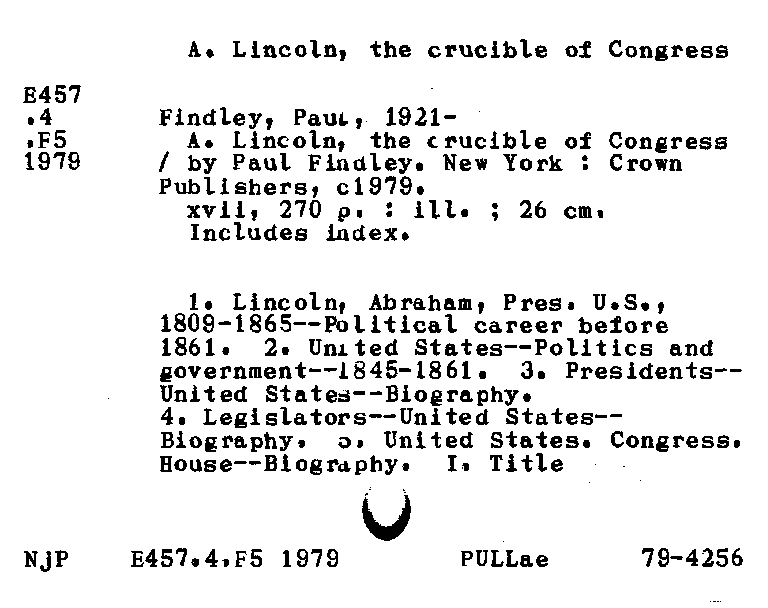 A. Lincoln, the crucible of Congress
E457
.4 Findley, Paul, 1921-
.F5 A. Lincoln, the crucible of Congress
1979 / by Paul Findley. New York : Crown
Publishers, c1979.
xvii, 270 p. : ill. ; 26 cm.
Includes index.
1. Lincoln, Abraham, Pres. U.S.,
1809-1865--Political career before
1861. 2. United States--Politics and
government--1845-1861. 3. Presidents--
United States--Biography.
4. Legislators--United States--
Biography. 5. United States. Congress.
House--Biography. I. Title
NjP E457.4.F5 1979 PULLae 79-4256